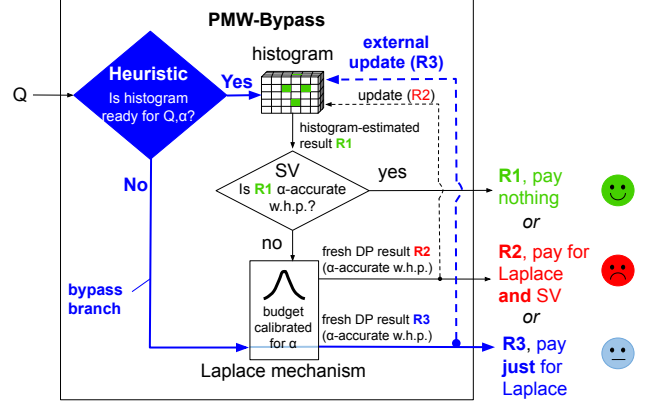 PMW-Bypass
Q
Heuristic
Is histogram
ready for Q,α?
Yes
No
histogram
external
update (R3)
update (R2)
histogram-estimated
result R1
SV
Is R1 α-accurate
w.h.p.?
yes
no
R1, pay
nothing
or
fresh DP result R2
(α-accurate w.h.p.)
R2, pay for
Laplace
and SV
or
bypass
branch
budget
calibrated
for α
fresh DP result R3
(α-accurate w.h.p.)
R3, pay
just for
Laplace
Laplace mechanism